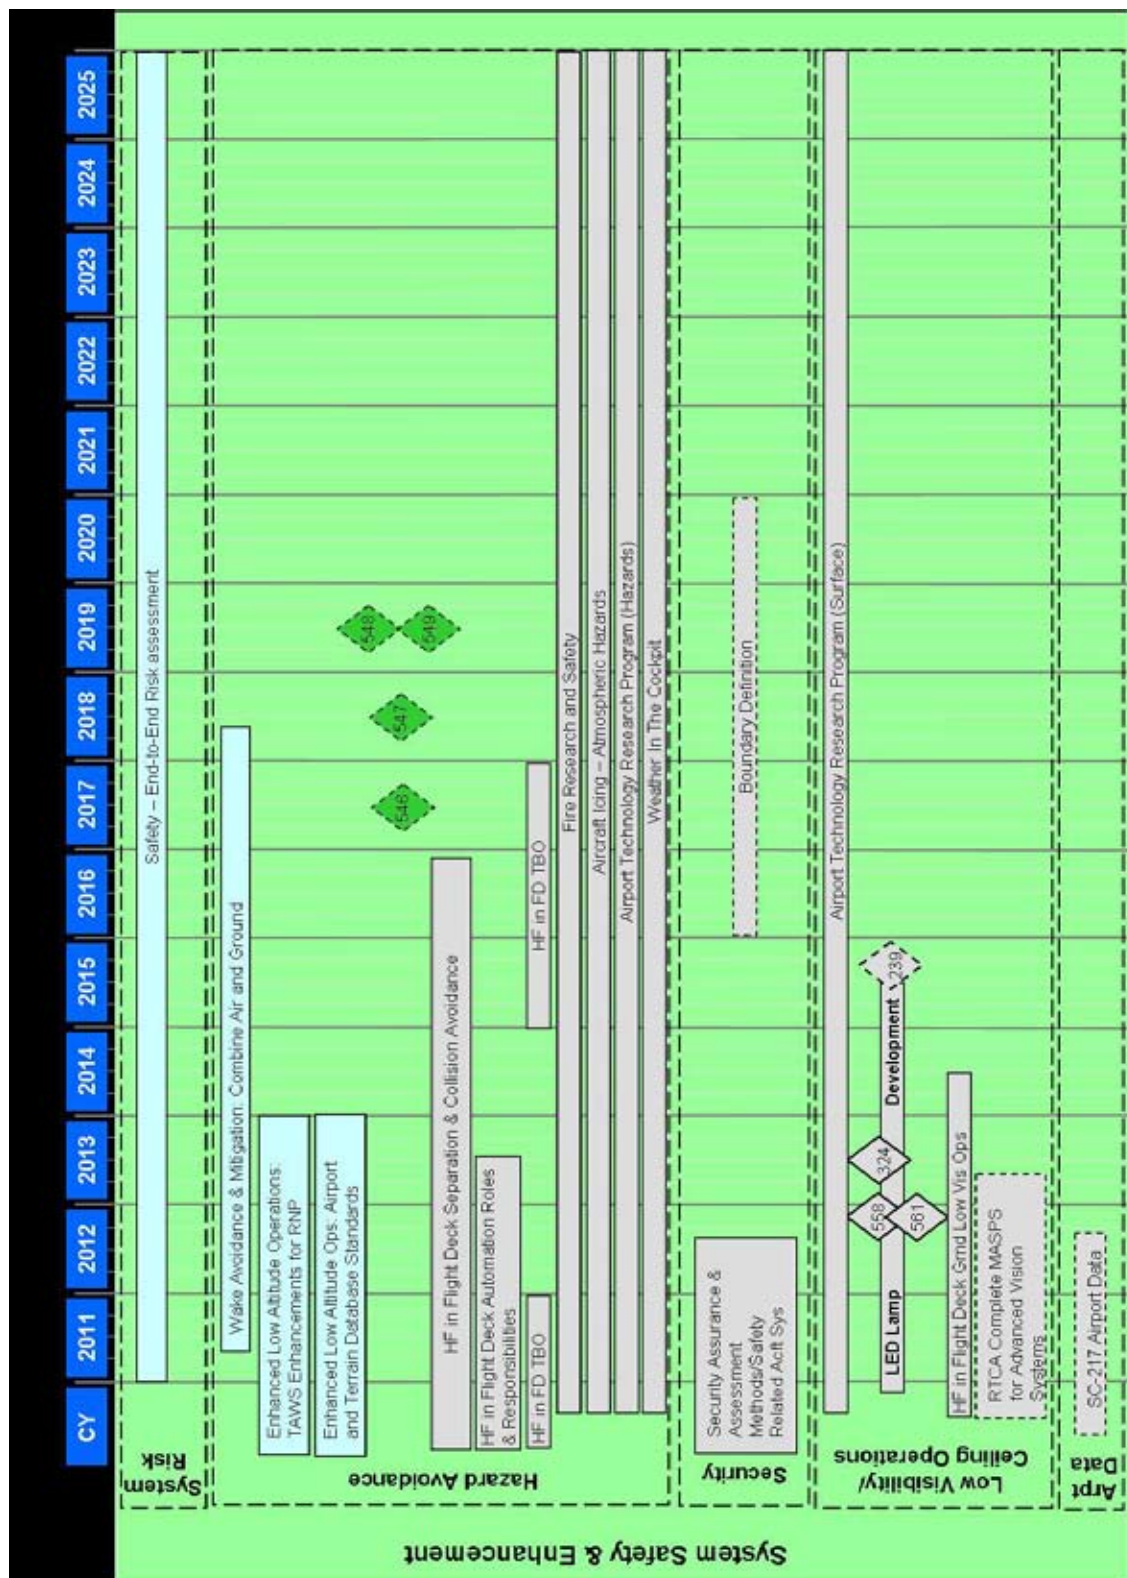 CY
2011
2012
2013
2014
2015
2016
2017
2018
2019
2020
2021
2022
2023
2024
2025
System Safety & Enhancement
System
Risk
Safety – End-to-End Risk assessment
Hazard Avoidance
Wake Avoidance & Mitigation: Combine Air and Ground
Enhanced Low Altitude Operations:
TAWS Enhancements for RNP
Enhanced Low Altitude Ops: Airport
and Terrain Database Standards
546
547
548
549
HF in Flight Deck Separation & Collision Avoidance
HF in Flight Deck Automation Roles
& Responsibilities
HF in FD TBO
HF in FD TBO
Fire Research and Safety
Aircraft Icing – Atmospheric Hazards
Airport Technology Research Program (Hazards)
Weather In The Cockpit
Security
Security Assurance &
Assessment
Methods/Safety
Related Acft Sys
Boundary Definition
Low Visibility/
Ceiling Operations
Airport Technology Research Program (Surface)
LED Lamp
558
561
324
Development
239
HF in Flight Deck Grnd Low Vis Ops
RTCA Complete MASPS
for Advanced Vision
Systems
Arpt
Data
SC-217 Airport Data